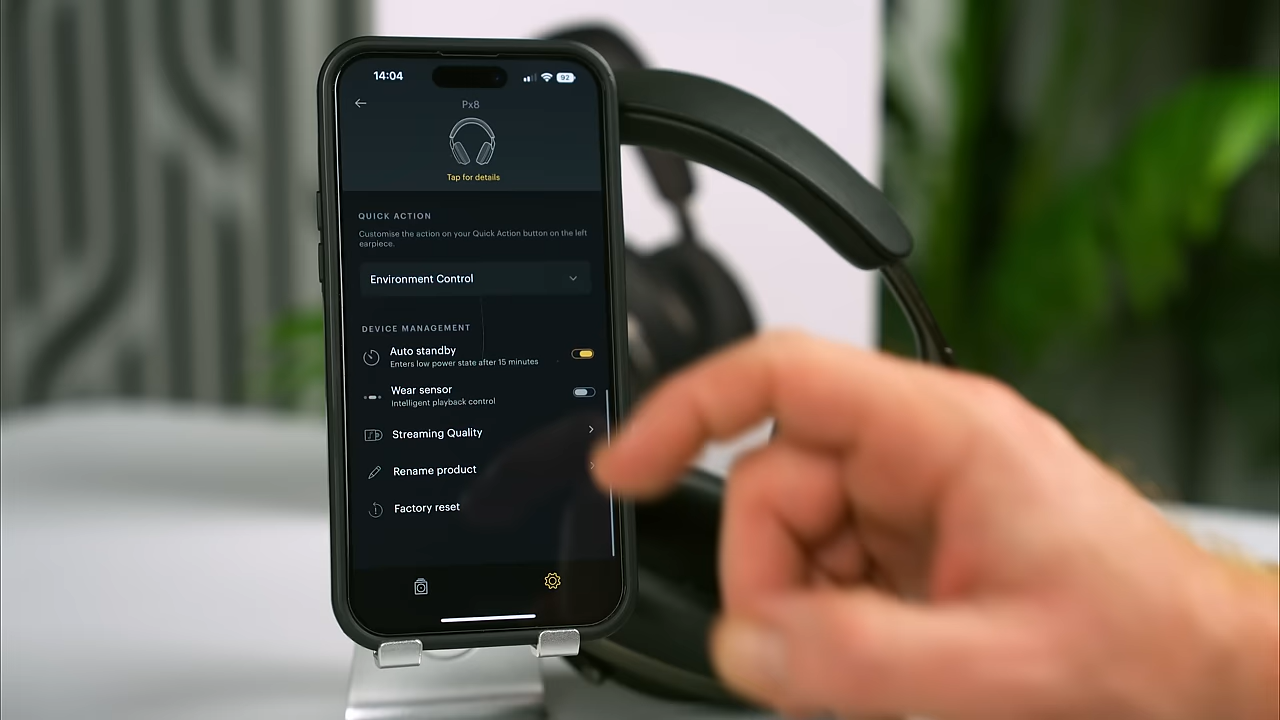 14:04
92
Px8
Tap for details
QUICK ACTION
Customise the action on your Quick Action button on the left
earpiece.
Environment Control
DEVICE MANAGEMENT
Auto standby
Enters low power state after 15 minutes
Wear sensor
Intelligent playback control
Streaming Quality
Rename product
Factory reset